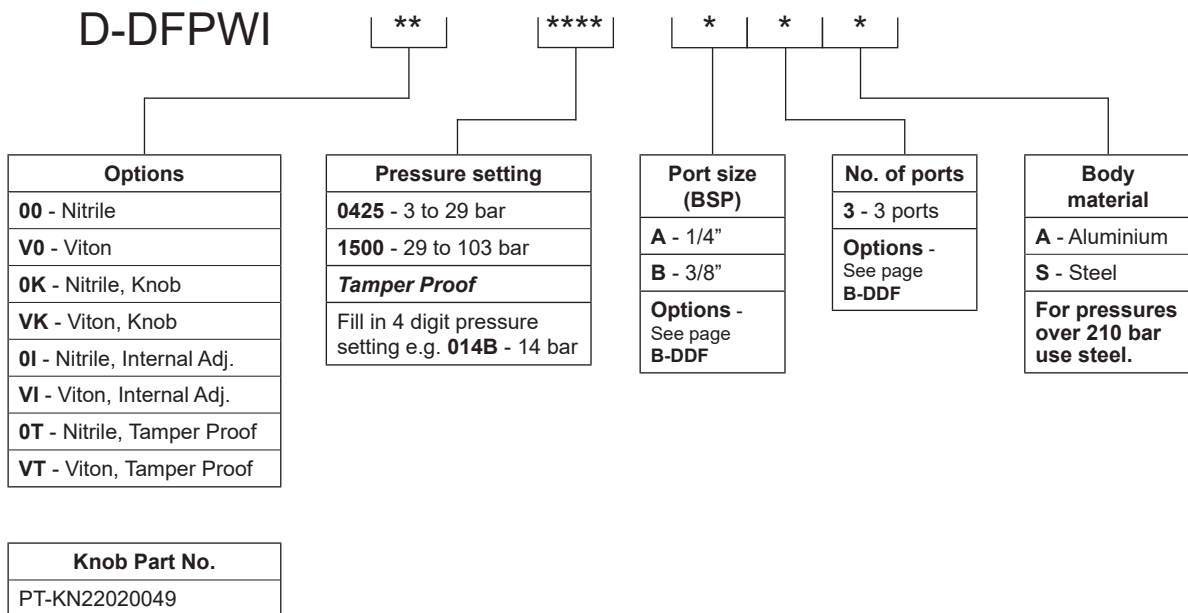 D-DFPWI ** **** * * *
Options
00 - Nitrile
V0 - Viton
0K - Nitrile, Knob
VK - Viton, Knob
0I - Nitrile, Internal Adj.
VI - Viton, Internal Adj.
0T - Nitrile, Tamper Proof
VT - Viton, Tamper Proof
Pressure setting
0425 - 3 to 29 bar
1500 - 29 to 103 bar
Tamper Proof
Fill in 4 digit pressure
setting e.g. 014B - 14 bar
Port size
(BSP)
A - 1/4”
B - 3/8”
Options -
See page
B-DDF
No. of ports
3 - 3 ports
Options -
See page
B-DDF
Body
material
A - Aluminium
S - Steel
For pressures
over 210 bar
use steel.
Knob Part No.
PT-KN22020049